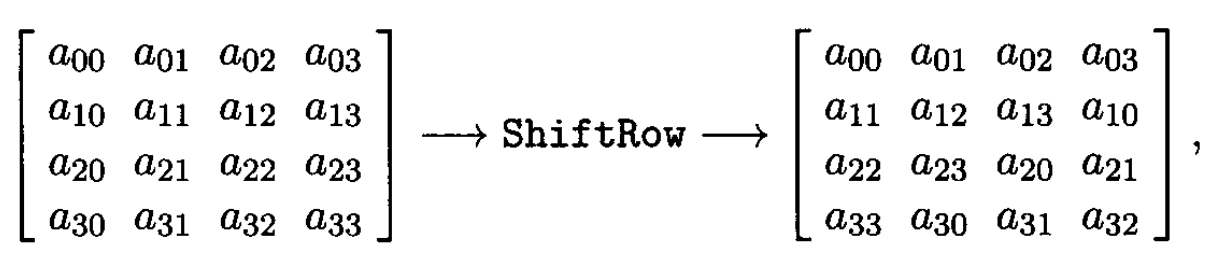 a00 a01 a02 a03 a00 a01 a02 a03
a10 a11 a12 a13 a11 a12 a13 a10
→ ShiftRow → ,
a20 a21 a22 a23 a22 a23 a20 a21
a30 a31 a32 a33 a33 a30 a31 a32